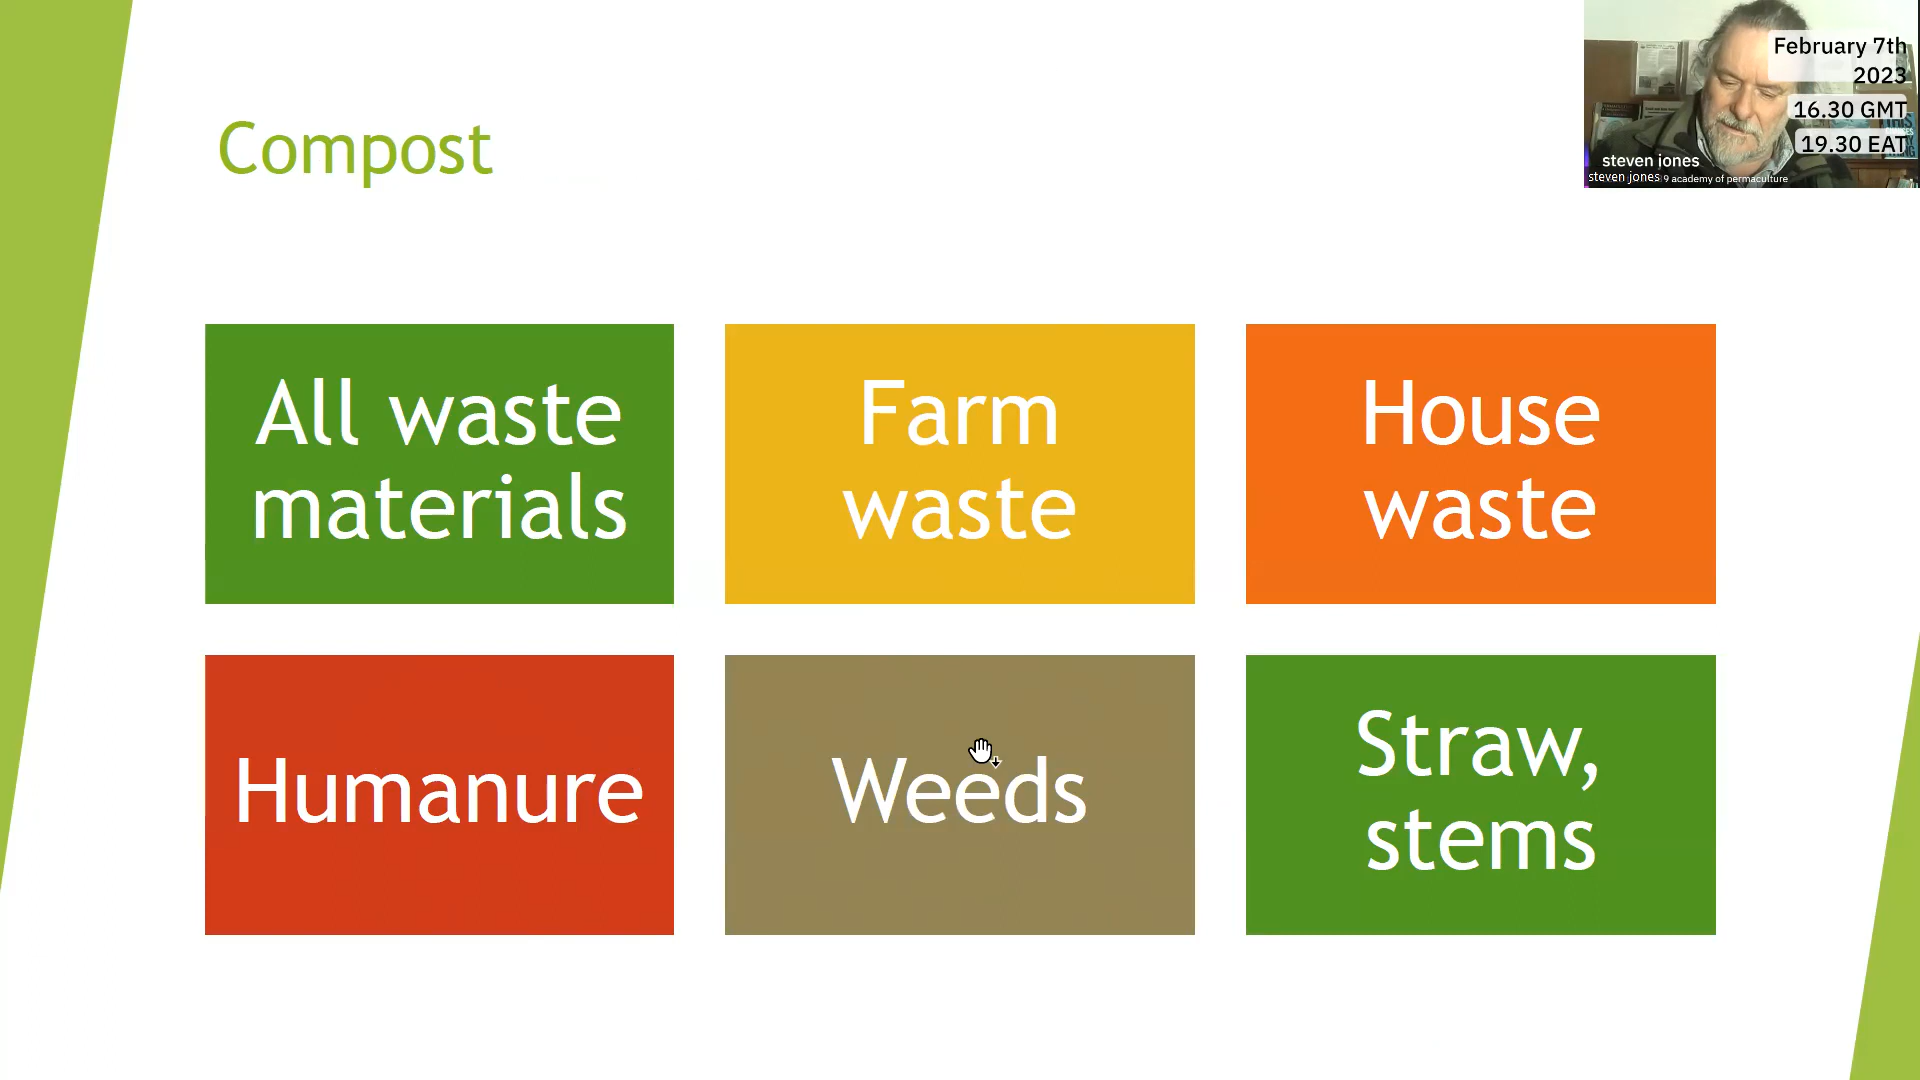 Compost
February 7th
2023
16.30 GMT
19.30 EAT
steven jones
steven jones 9 academy of permaculture
All waste
materials
Farm
waste
House
waste
Humanure
Weeds
Straw,
stems